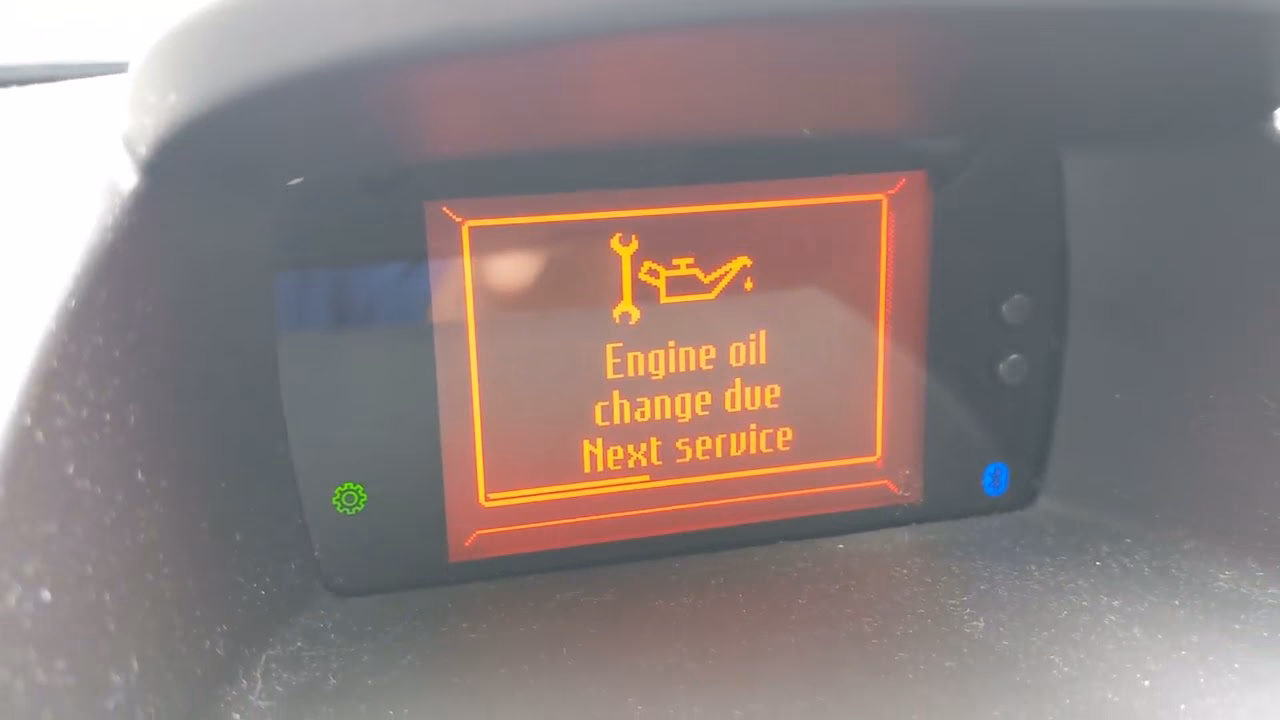 Engine oil
change due
Next service